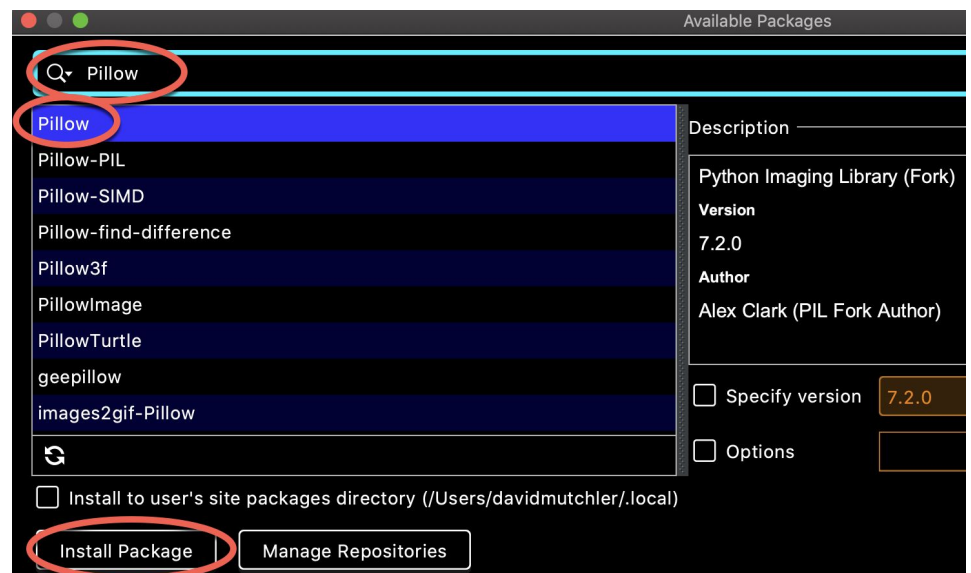 Available Packages
Pillow
Pillow
Pillow-PIL
Pillow-SIMD
Pillow-find-difference
Pillow3f
PillowImage
PillowTurtle
geepillow
images2gif-Pillow
Description
Python Imaging Library (Fork)
Version
7.2.0
Author
Alex Clark (PIL Fork Author)
Specify version 7.2.0
Options
Install to user's site packages directory (/Users/davidmutchler/.local)
Install Package Manage Repositories